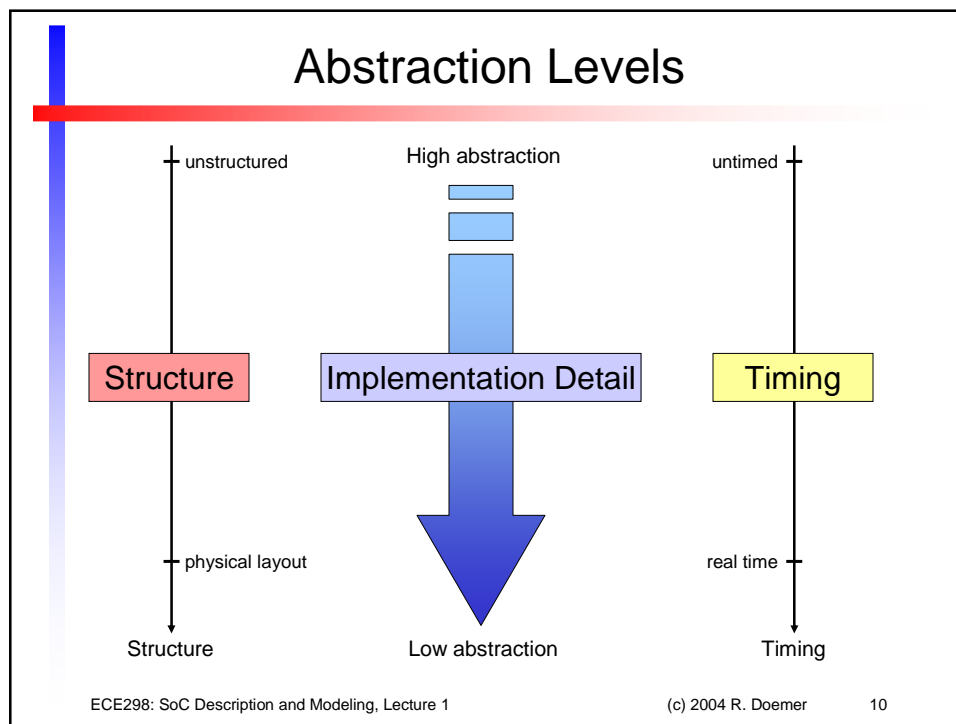 Abstraction Levels
unstructured
High abstraction
untimed
Structure
Implementation Detail
Timing
physical layout
real time
Structure
Low abstraction
Timing
ECE298: SoC Description and Modeling, Lecture 1
(c) 2004 R. Doemer
10